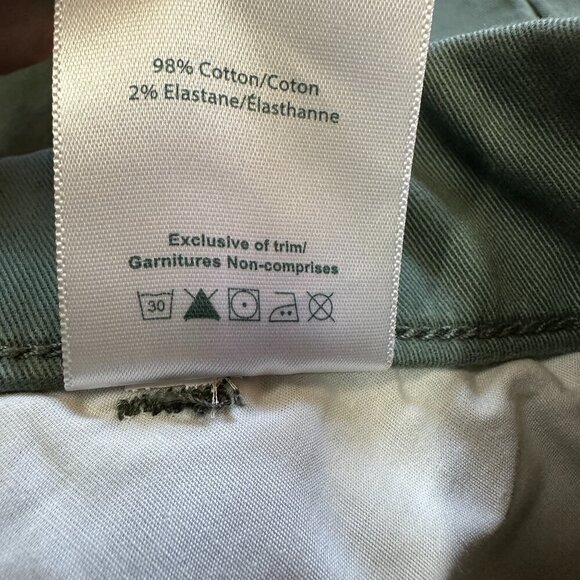 98% Cotton/Coton
2% Elastane/Élasthanne
Exclusive of trim/
Garnitures Non-comprises
30